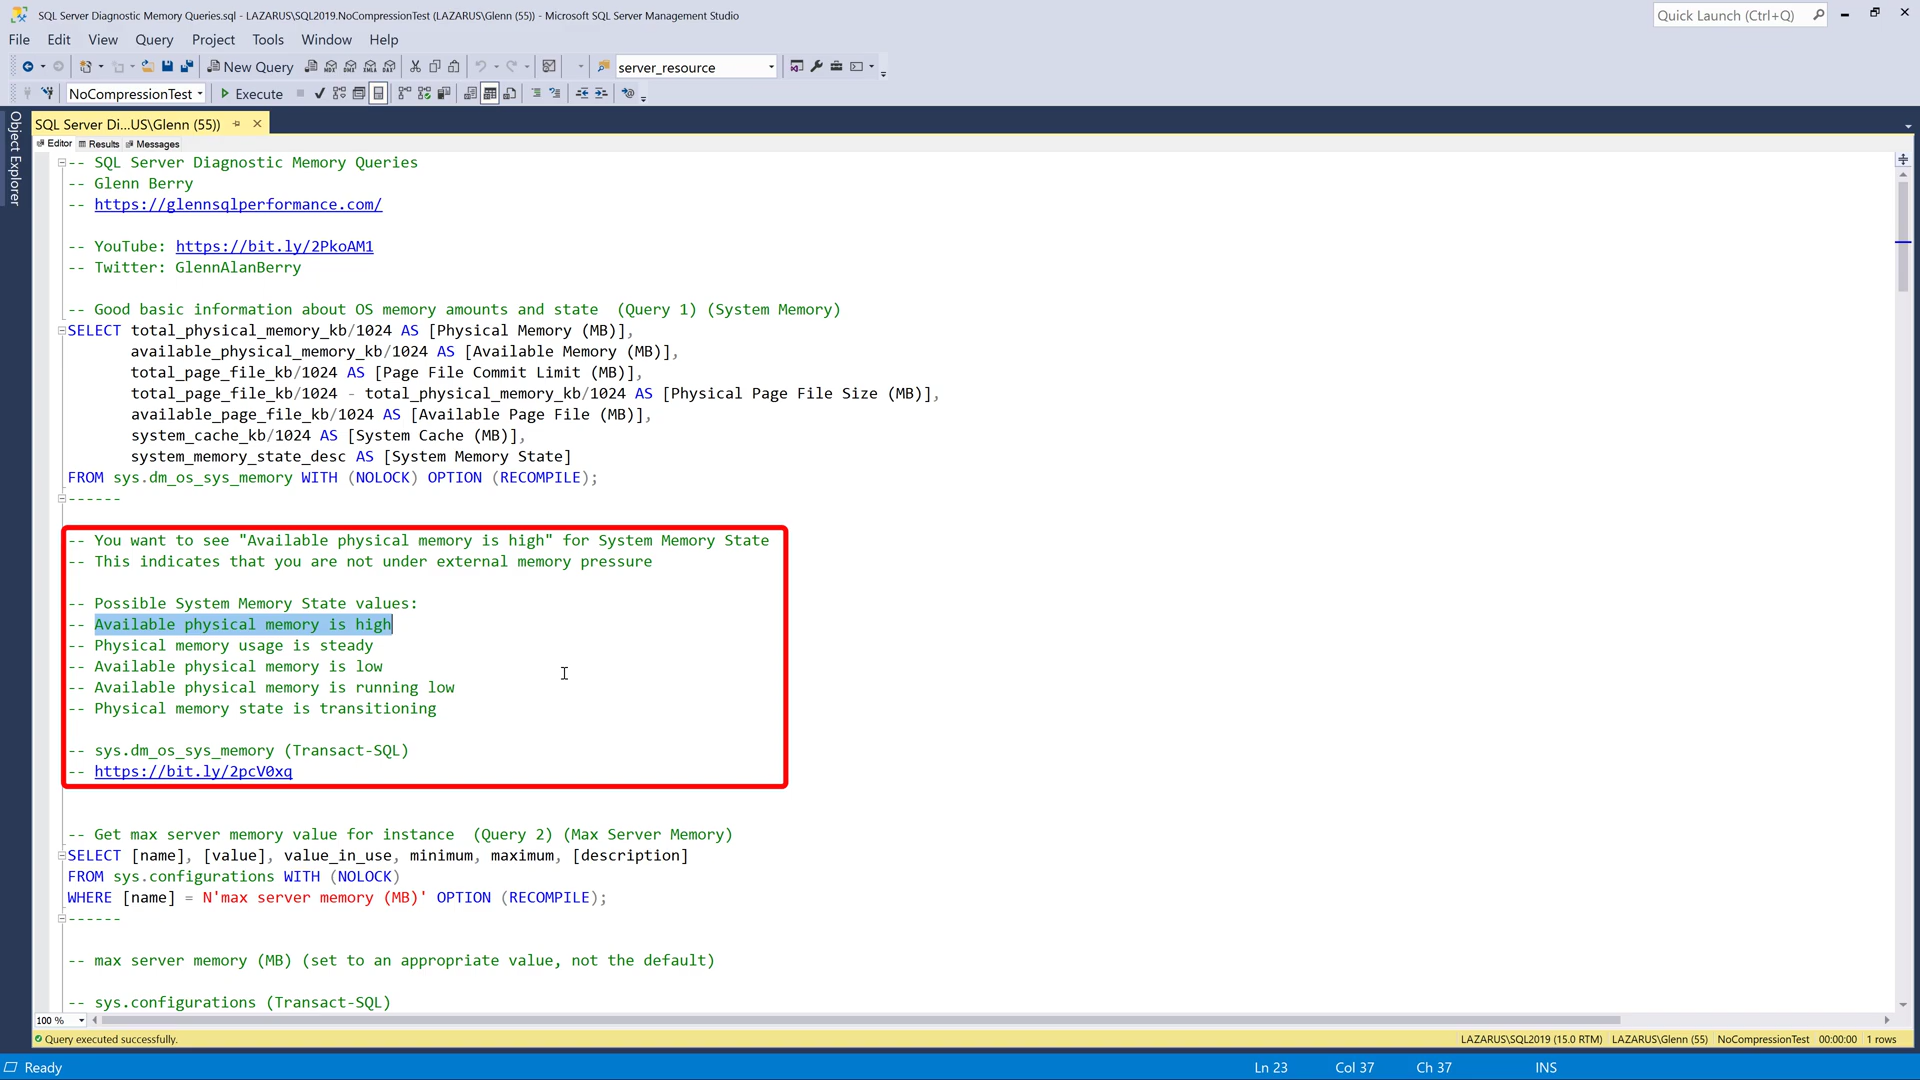 SQL Server Diagnostic Memory Queries.sql - LAZARUS\SQL2019.NoCompressionTest (LAZARUS\Glenn (55)) - Microsoft SQL Server Management Studio
Quick Launch (Ctrl+Q)
File Edit View Query Project Tools Window Help
New Query
server_resource
NoCompressionTest
Execute
Object Explorer
SQL Server Di...US\Glenn (55))
Editor Results Messages
-- SQL Server Diagnostic Memory Queries
-- Glenn Berry
-- https://glennsqlperformance.com/
-- YouTube: https://bit.ly/2PkoAM1
-- Twitter: GlennAlanBerry
-- Good basic information about OS memory amounts and state  (Query 1) (System Memory)
SELECT total_physical_memory_kb/1024 AS [Physical Memory (MB)],
available_physical_memory_kb/1024 AS [Available Memory (MB)],
total_page_file_kb/1024 AS [Page File Commit Limit (MB)],
total_page_file_kb/1024 - total_physical_memory_kb/1024 AS [Physical Page File Size (MB)],
available_page_file_kb/1024 AS [Available Page File (MB)],
system_cache_kb/1024 AS [System Cache (MB)],
system_memory_state_desc AS [System Memory State]
FROM sys.dm_os_sys_memory WITH (NOLOCK) OPTION (RECOMPILE);
------
-- You want to see "Available physical memory is high" for System Memory State
-- This indicates that you are not under external memory pressure
-- Possible System Memory State values:
-- Available physical memory is high
-- Physical memory usage is steady
-- Available physical memory is low
-- Available physical memory is running low
-- Physical memory state is transitioning
-- sys.dm_os_sys_memory (Transact-SQL)
-- https://bit.ly/2pcV0xq
-- Get max server memory value for instance  (Query 2) (Max Server Memory)
SELECT [name], [value], value_in_use, minimum, maximum, [description]
FROM sys.configurations WITH (NOLOCK)
WHERE [name] = N'max server memory (MB)' OPTION (RECOMPILE);
------
-- max server memory (MB) (set to an appropriate value, not the default)
-- sys.configurations (Transact-SQL)
100 %
Query executed successfully.
LAZARUS\SQL2019 (15.0 RTM) LAZARUS\Glenn (55) NoCompressionTest 00:00:00 1 rows
Ready
Ln 23 Col 37 Ch 37 INS